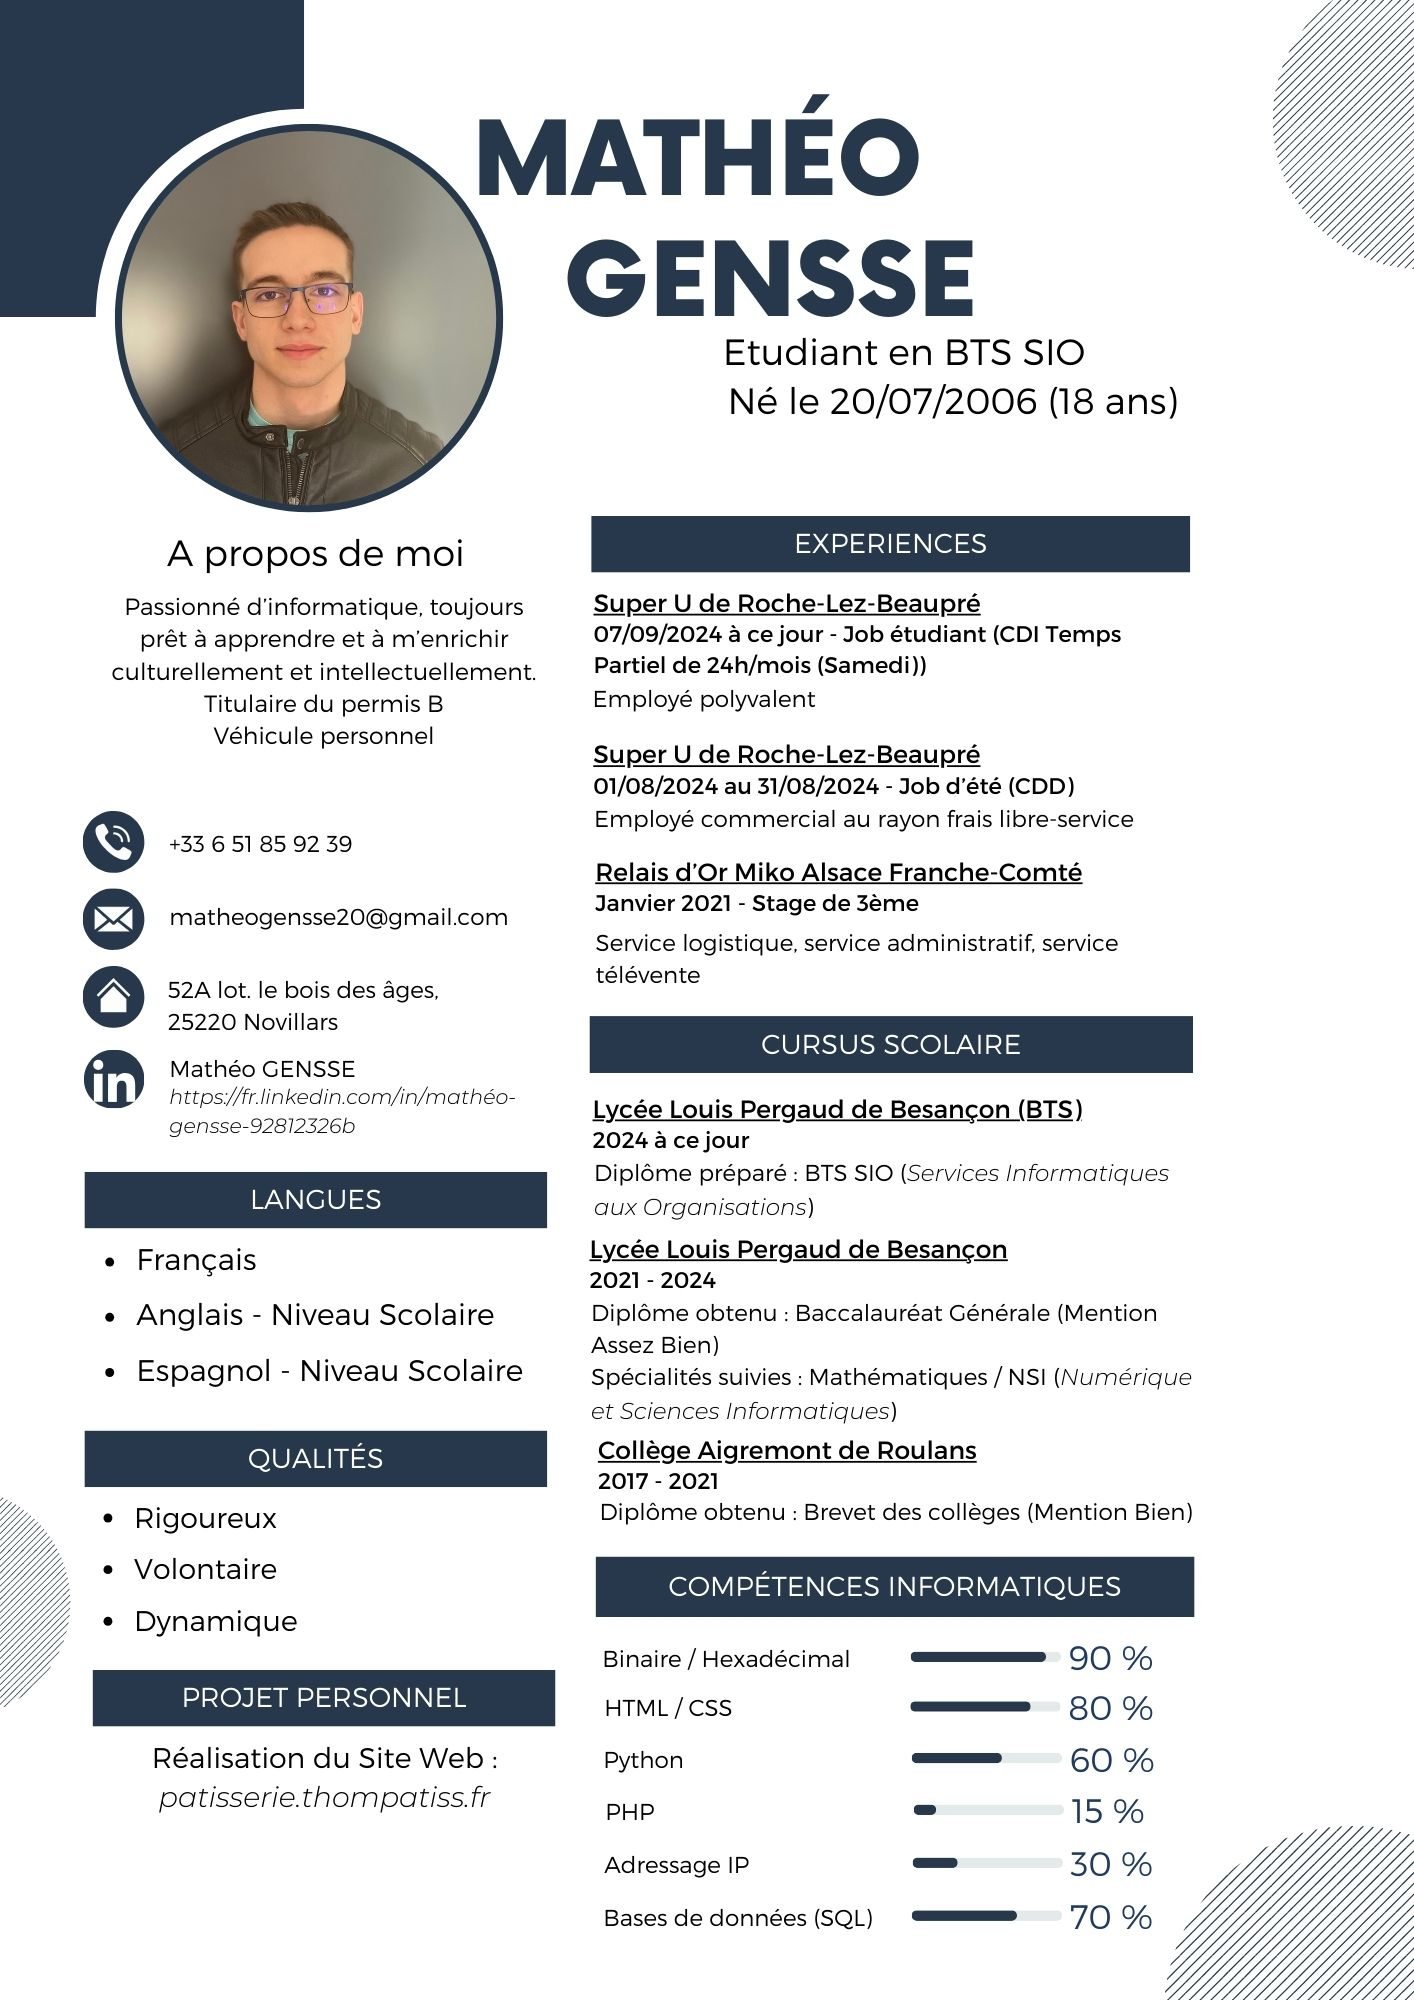 MATHÉO
GENSSE
Etudiant en BTS SIO
Né le 20/07/2006 (18 ans)
A propos de moi
Passionné d’informatique, toujours
prêt à apprendre et à m’enrichir
culturellement et intellectuellement.
Titulaire du permis B
Véhicule personnel
+33 6 51 85 92 39
matheogensse20@gmail.com
52A lot. le bois des âges,
25220 Novillars
in
Mathéo GENSSE
https://fr.linkedin.com/in/mathéo-
gensse-92812326b
LANGUES
• Français
• Anglais - Niveau Scolaire
• Espagnol - Niveau Scolaire
QUALITÉS
• Rigoureux
• Volontaire
• Dynamique
PROJET PERSONNEL
Réalisation du Site Web :
patisserie.thompatiss.fr
EXPERIENCES
Super U de Roche-Lez-Beaupré
07/09/2024 à ce jour - Job étudiant (CDI Temps
Partiel de 24h/mois (Samedi))
Employé polyvalent
Super U de Roche-Lez-Beaupré
01/08/2024 au 31/08/2024 - Job d’été (CDD)
Employé commercial au rayon frais libre-service
Relais d’Or Miko Alsace Franche-Comté
Janvier 2021 - Stage de 3ème
Service logistique, service administratif, service
télévente
CURSUS SCOLAIRE
Lycée Louis Pergaud de Besançon (BTS)
2024 à ce jour
Diplôme préparé : BTS SIO (Services Informatiques
aux Organisations)
Lycée Louis Pergaud de Besançon
2021 - 2024
Diplôme obtenu : Baccalauréat Générale (Mention
Assez Bien)
Spécialités suivies : Mathématiques / NSI (Numérique
et Sciences Informatiques)
Collège Aigremont de Roulans
2017 - 2021
Diplôme obtenu : Brevet des collèges (Mention Bien)
COMPÉTENCES INFORMATIQUES
Binaire / Hexadécimal 90 %
HTML / CSS 80 %
Python 60 %
PHP 15 %
Adressage IP 30 %
Bases de données (SQL) 70 %